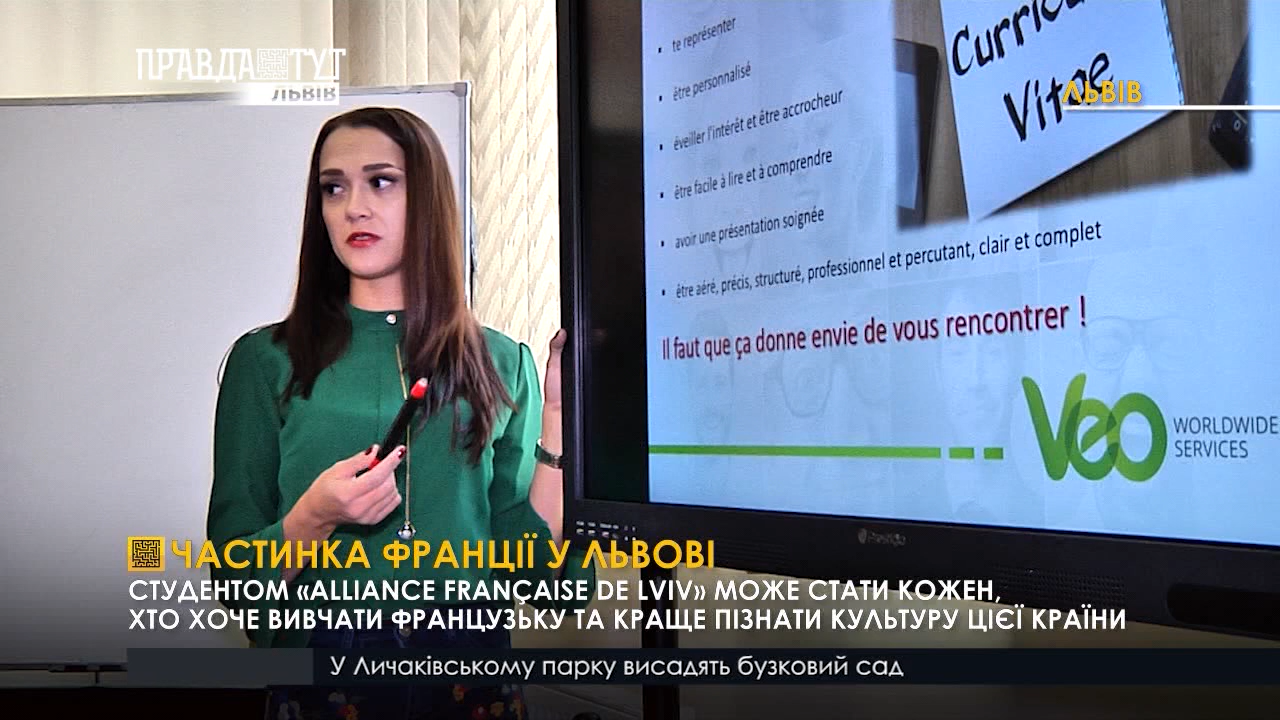 ПРАВДА ТУТ
ЛЬВІВ
ЛЬВІВ
Vitae
te représenter
être personnalisé
éveiller l'intérêt et être accrocheur
être facile à lire et à comprendre
avoir une présentation soignée
être aéré, précis, structuré, professionnel et percutant, clair et complet
Il faut que ça donne envie de vous rencontrer !
Veo WORLDWIDE
SERVICES
Prestigio
ЧАСТИНКА ФРАНЦІЇ У ЛЬВОВІ
СТУДЕНТОМ «ALLIANCE FRANÇAISE DE LVIV» МОЖЕ СТАТИ КОЖЕН,
ХТО ХОЧЕ ВИВЧАТИ ФРАНЦУЗЬКУ ТА КРАЩЕ ПІЗНАТИ КУЛЬТУРУ ЦІЄЇ КРАЇНИ
У Личаківському парку висадять бузковий сад